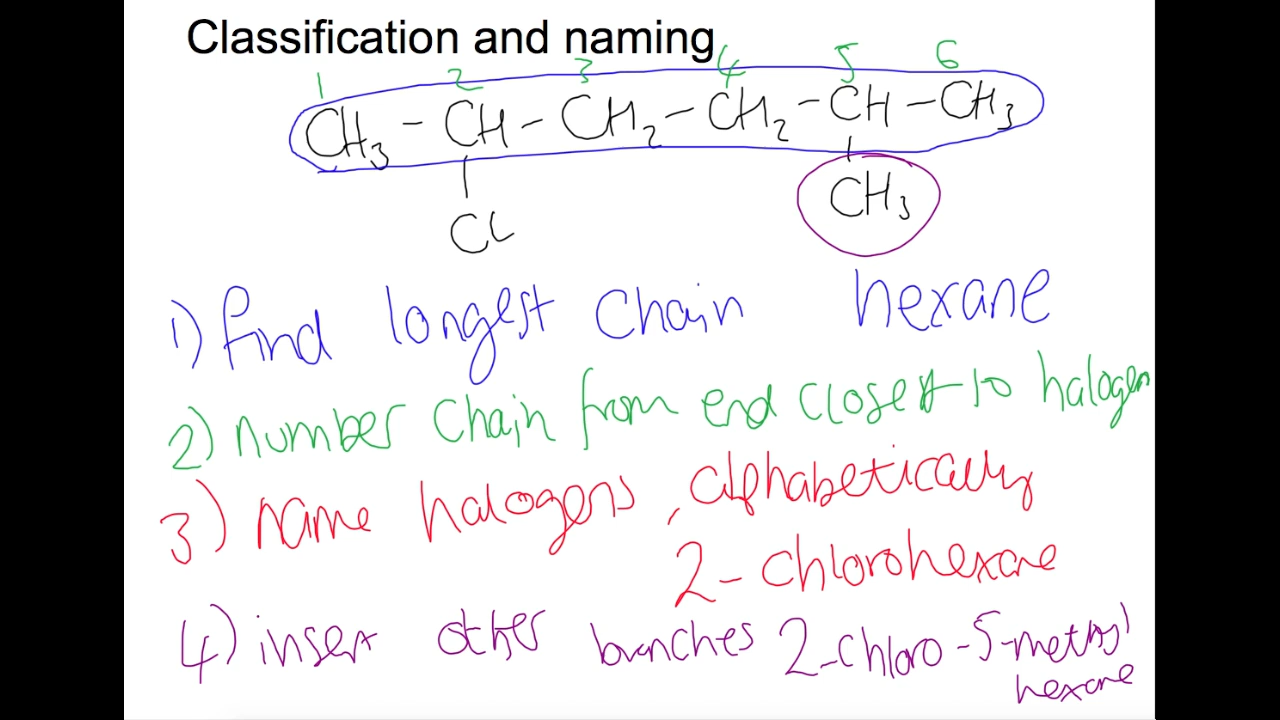 Classification and naming
1 2 3 4 5 6
CH₃ - CH - CH₂ - CH₂ - CH - CH₃
Cl CH₃
1) find longest chain hexane
2) number chain from end closest to halogen
3) name halogens, alphabetically
2-chlorohexane
4) insert other branches 2-chloro-5-methyl
hexane